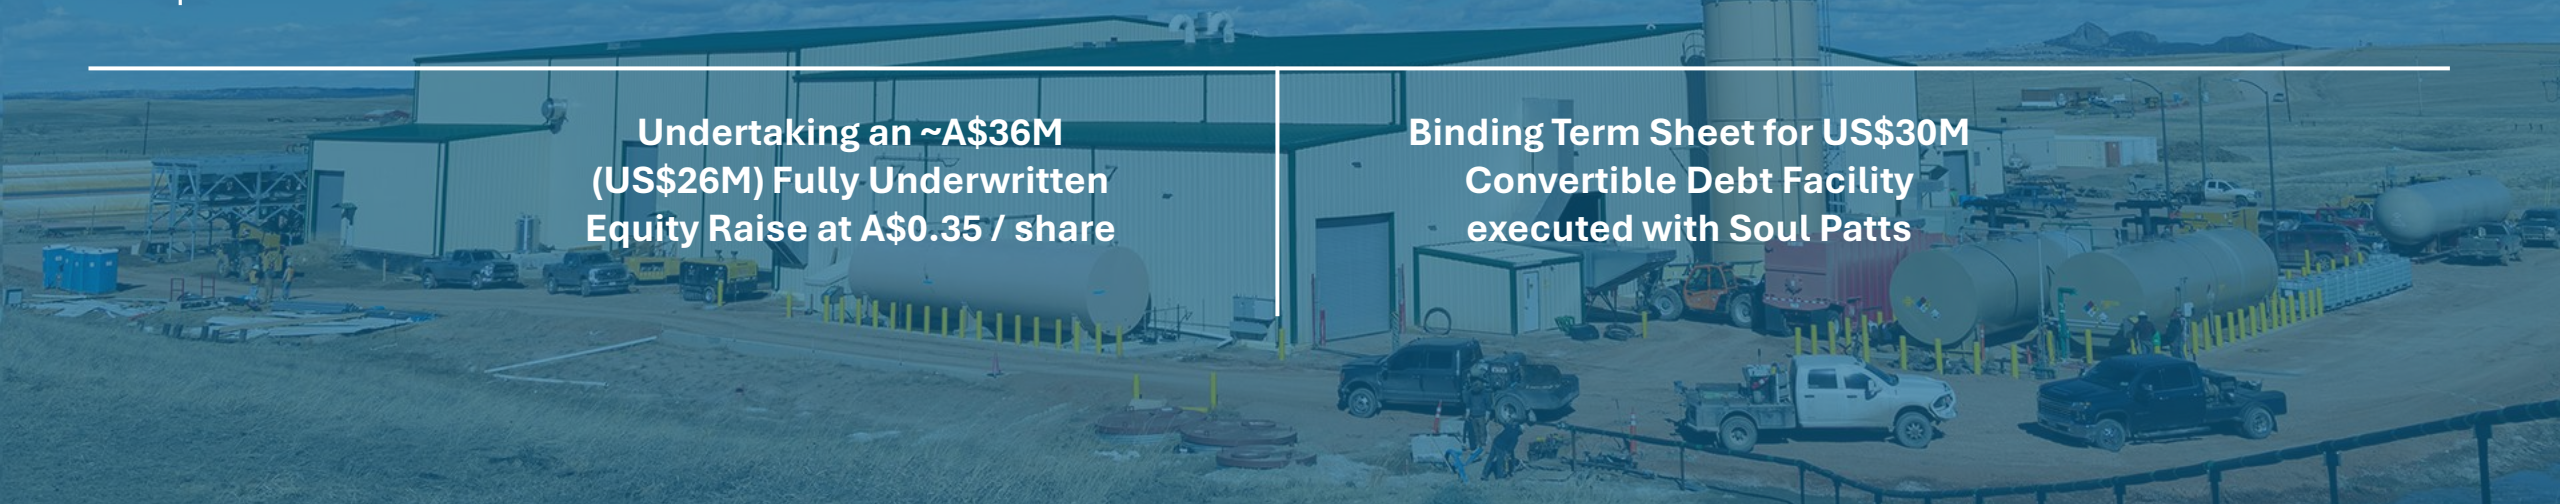 Undertaking an ~A$36M
(US$26M) Fully Underwritten
Equity Raise at A$0.35 / share
Binding Term Sheet for US$30M
Convertible Debt Facility
executed with Soul Patts